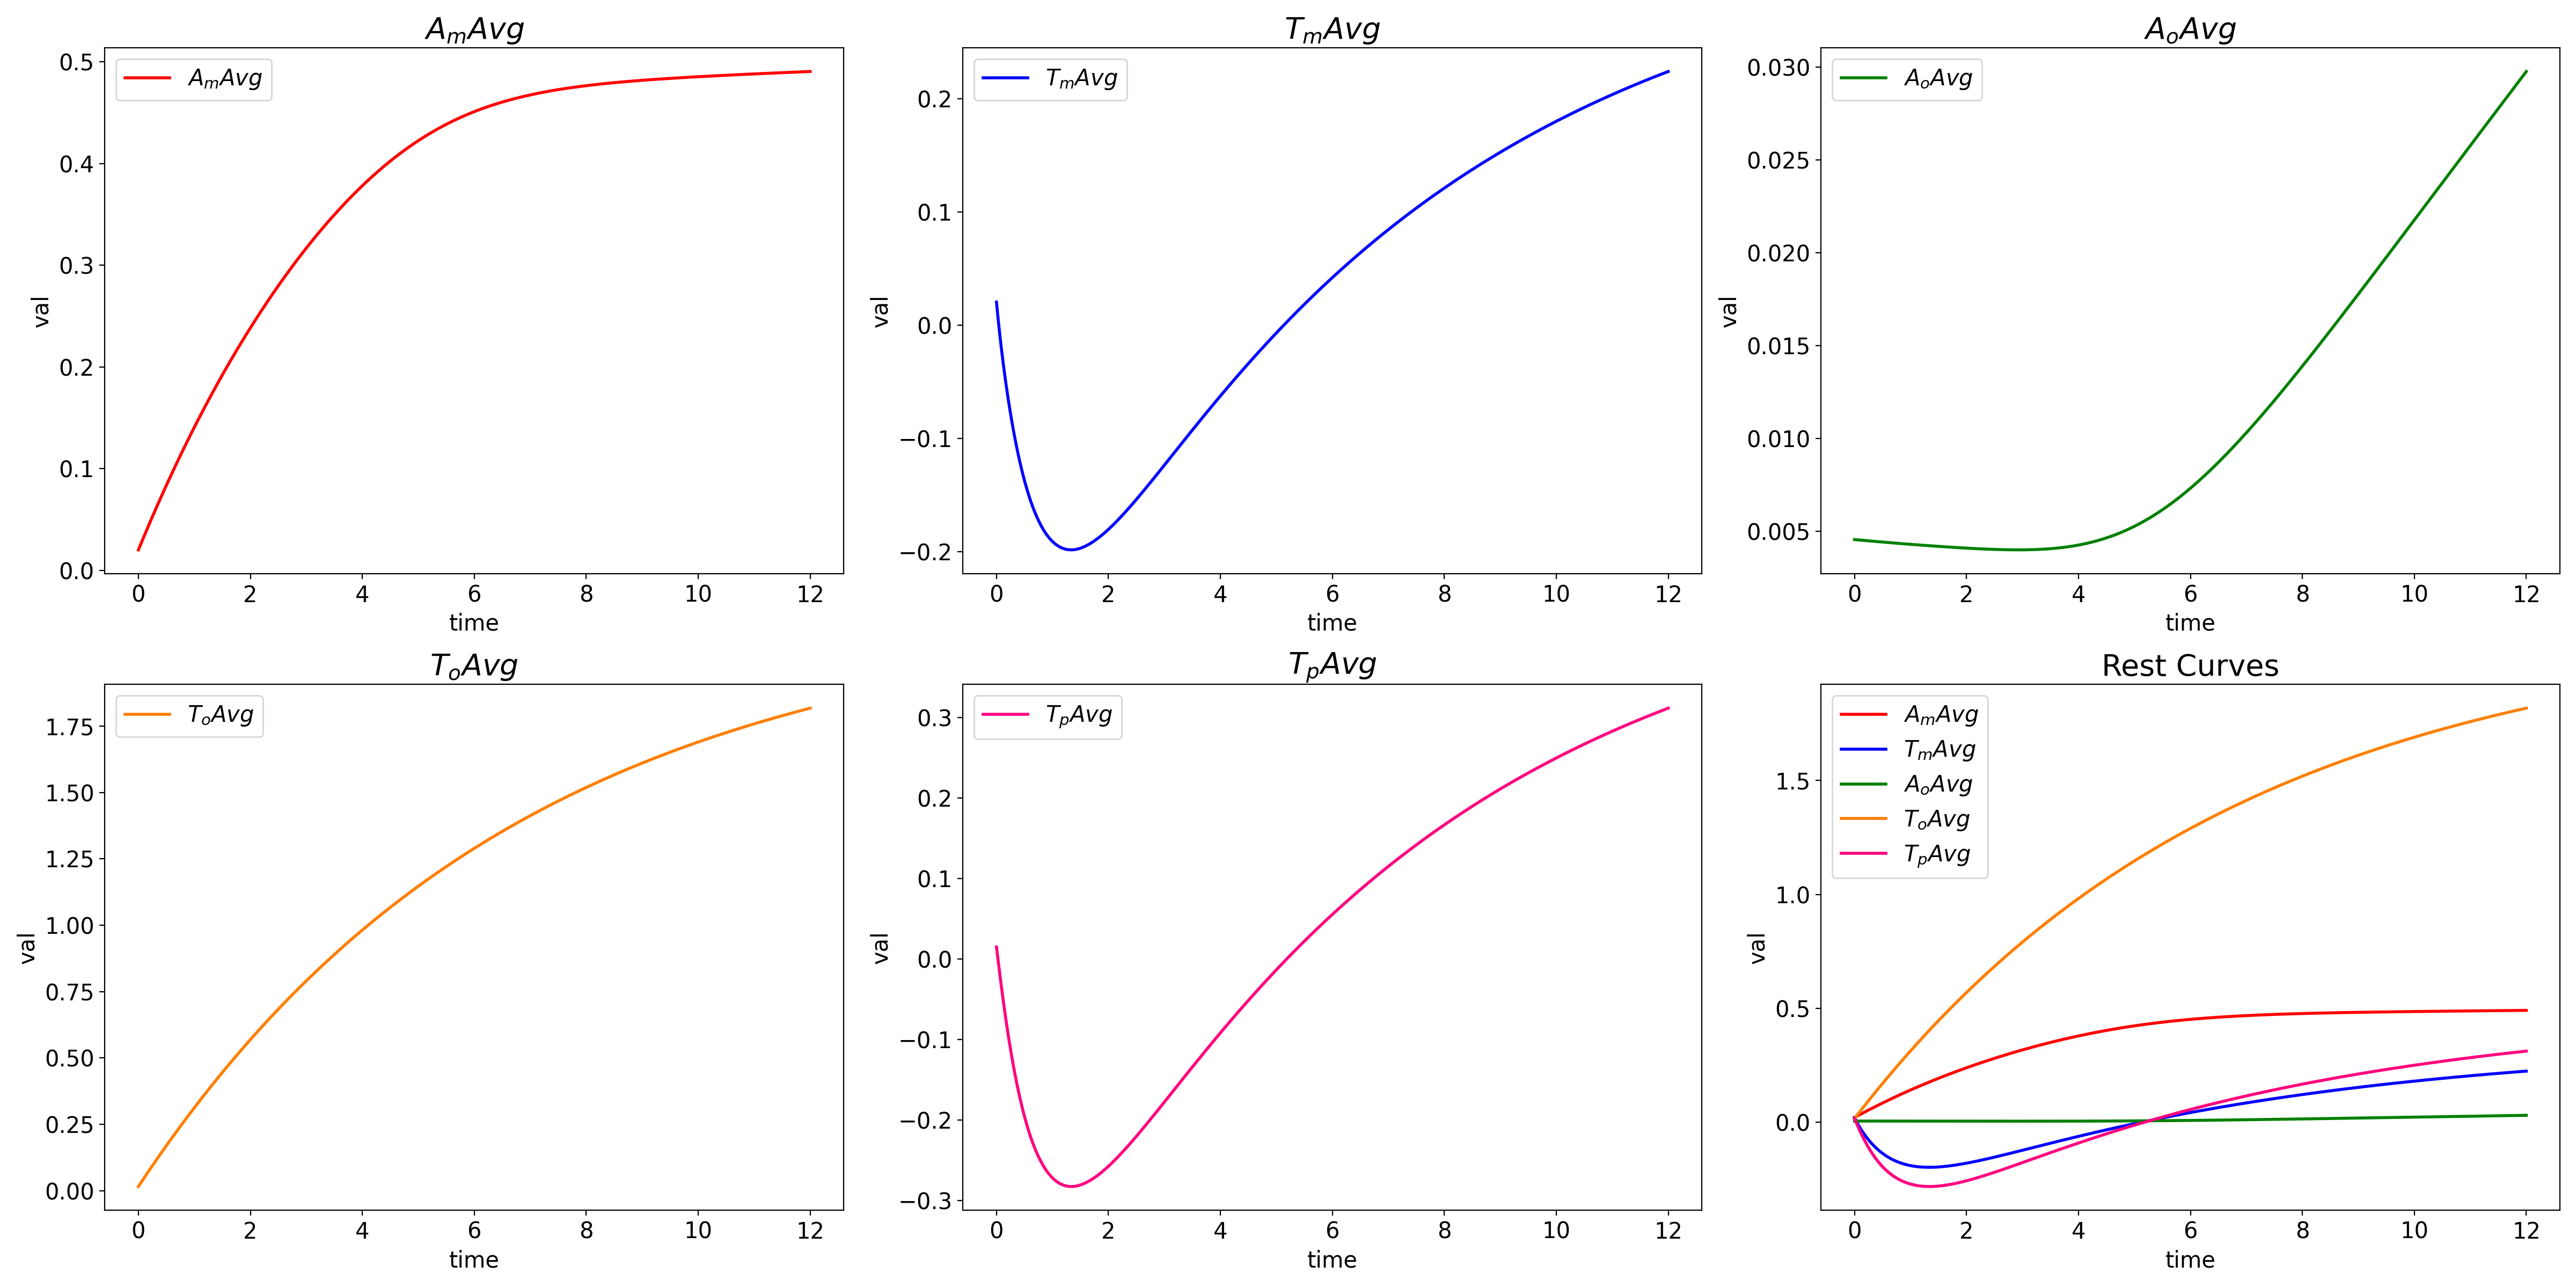 A_mAvg
A_mAvg
0.5
0.4
0.3
0.2
0.1
0.0
val
0 2 4 6 8 10 12
time
T_mAvg
T_mAvg
0.2
0.1
0.0
−0.1
−0.2
val
0 2 4 6 8 10 12
time
A_oAvg
A_oAvg
0.030
0.025
0.020
0.015
0.010
0.005
val
0 2 4 6 8 10 12
time
T_oAvg
T_oAvg
1.75
1.50
1.25
1.00
0.75
0.50
0.25
0.00
val
0 2 4 6 8 10 12
time
T_pAvg
T_pAvg
0.3
0.2
0.1
0.0
−0.1
−0.2
−0.3
val
0 2 4 6 8 10 12
time
Rest Curves
A_mAvg
T_mAvg
A_oAvg
T_oAvg
T_pAvg
1.5
1.0
0.5
0.0
val
0 2 4 6 8 10 12
time